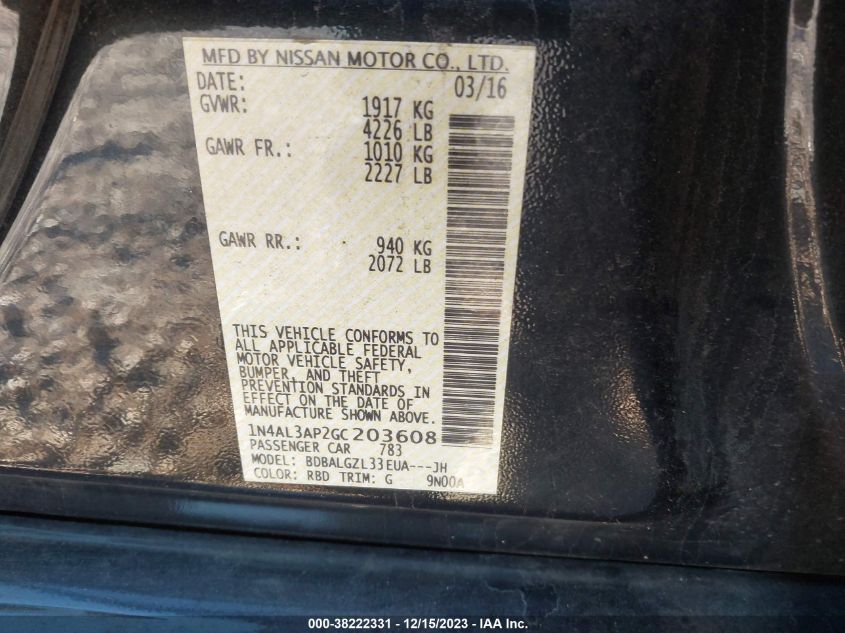 MFD BY NISSAN MOTOR CO., LTD.
DATE: 03/16
GVWR: 1917 KG
4226 LB
GAWR FR.: 1010 KG
2227 LB
GAWR RR.: 940 KG
2072 LB
THIS VEHICLE CONFORMS TO
ALL APPLICABLE FEDERAL
MOTOR VEHICLE SAFETY,
BUMPER, AND THEFT
PREVENTION STANDARDS IN
EFFECT ON THE DATE OF
MANUFACTURE SHOWN ABOVE.
1N4AL3AP2GC203608
PASSENGER CAR 783
MODEL: BDBALGZL33EUA---JH
COLOR: RBD TRIM: G 9N00A
000-38222331 - 12/15/2023 - IAA Inc.